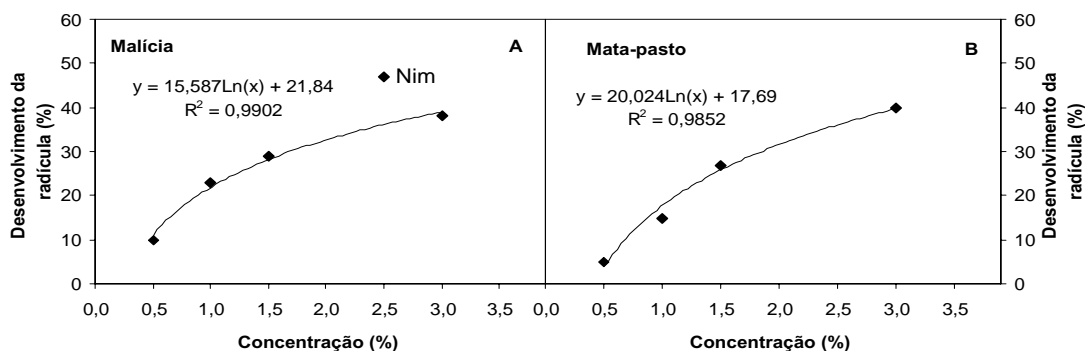 Malícia
A
Nim
y = 15,587Ln(x) + 21,84
R² = 0,9902
Desenvolvimento da
radícula (%)
60
50
40
30
20
10
0
0,0 0,5 1,0 1,5 2,0 2,5 3,0 3,5
Concentração (%)
Mata-pasto
B
y = 20,024Ln(x) + 17,69
R² = 0,9852
60
50
40
30
20
10
0
Desenvolvimento da
radícula (%)
0,0 0,5 1,0 1,5 2,0 2,5 3,0 3,5
Concentração (%)